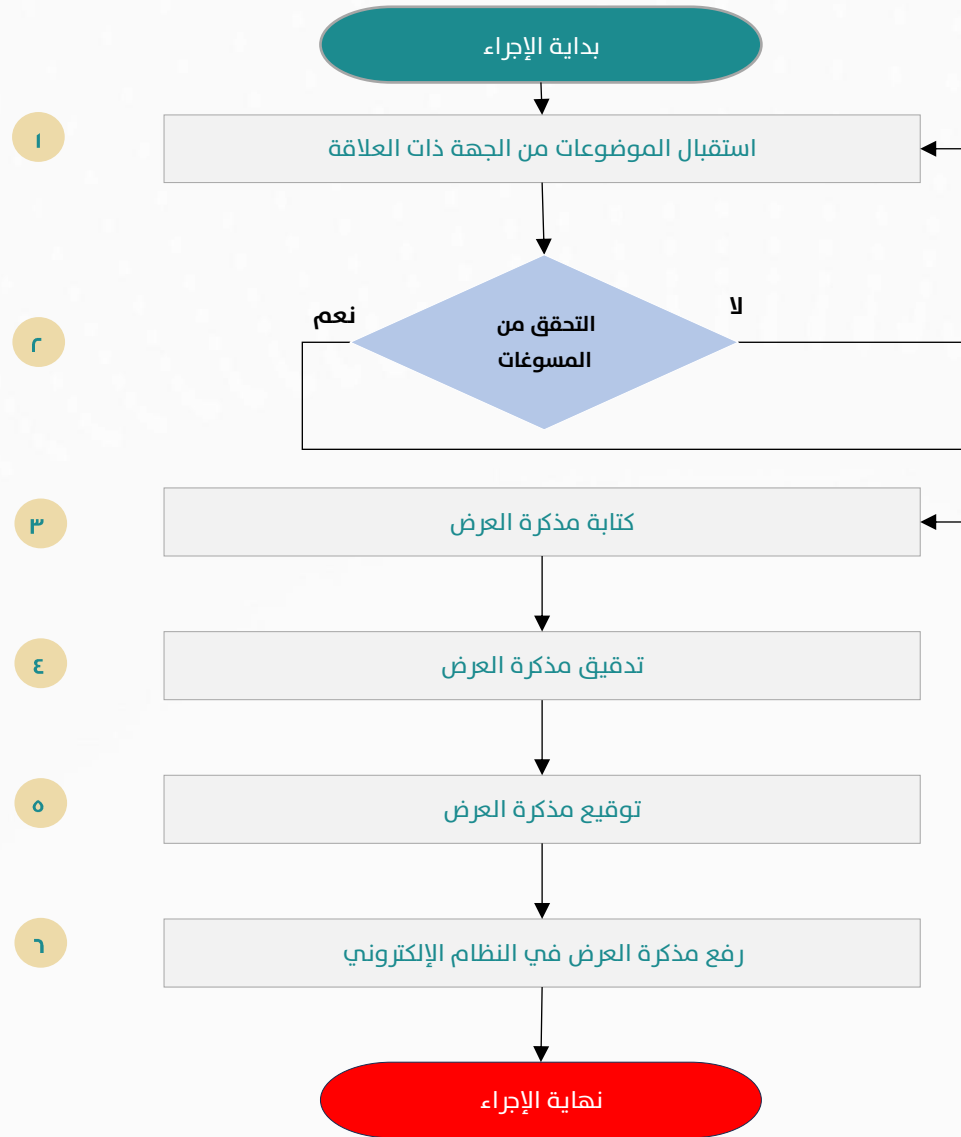 بداية الإجراء
١
استقبال الموضوعات من الجهة ذات العلاقة
نعم
لا
٢
التحقق من
المسوغات
٣
كتابة مذكرة العرض
٤
تدقيق مذكرة العرض
٥
توقيع مذكرة العرض
٦
رفع مذكرة العرض في النظام الإلكتروني
نهاية الإجراء